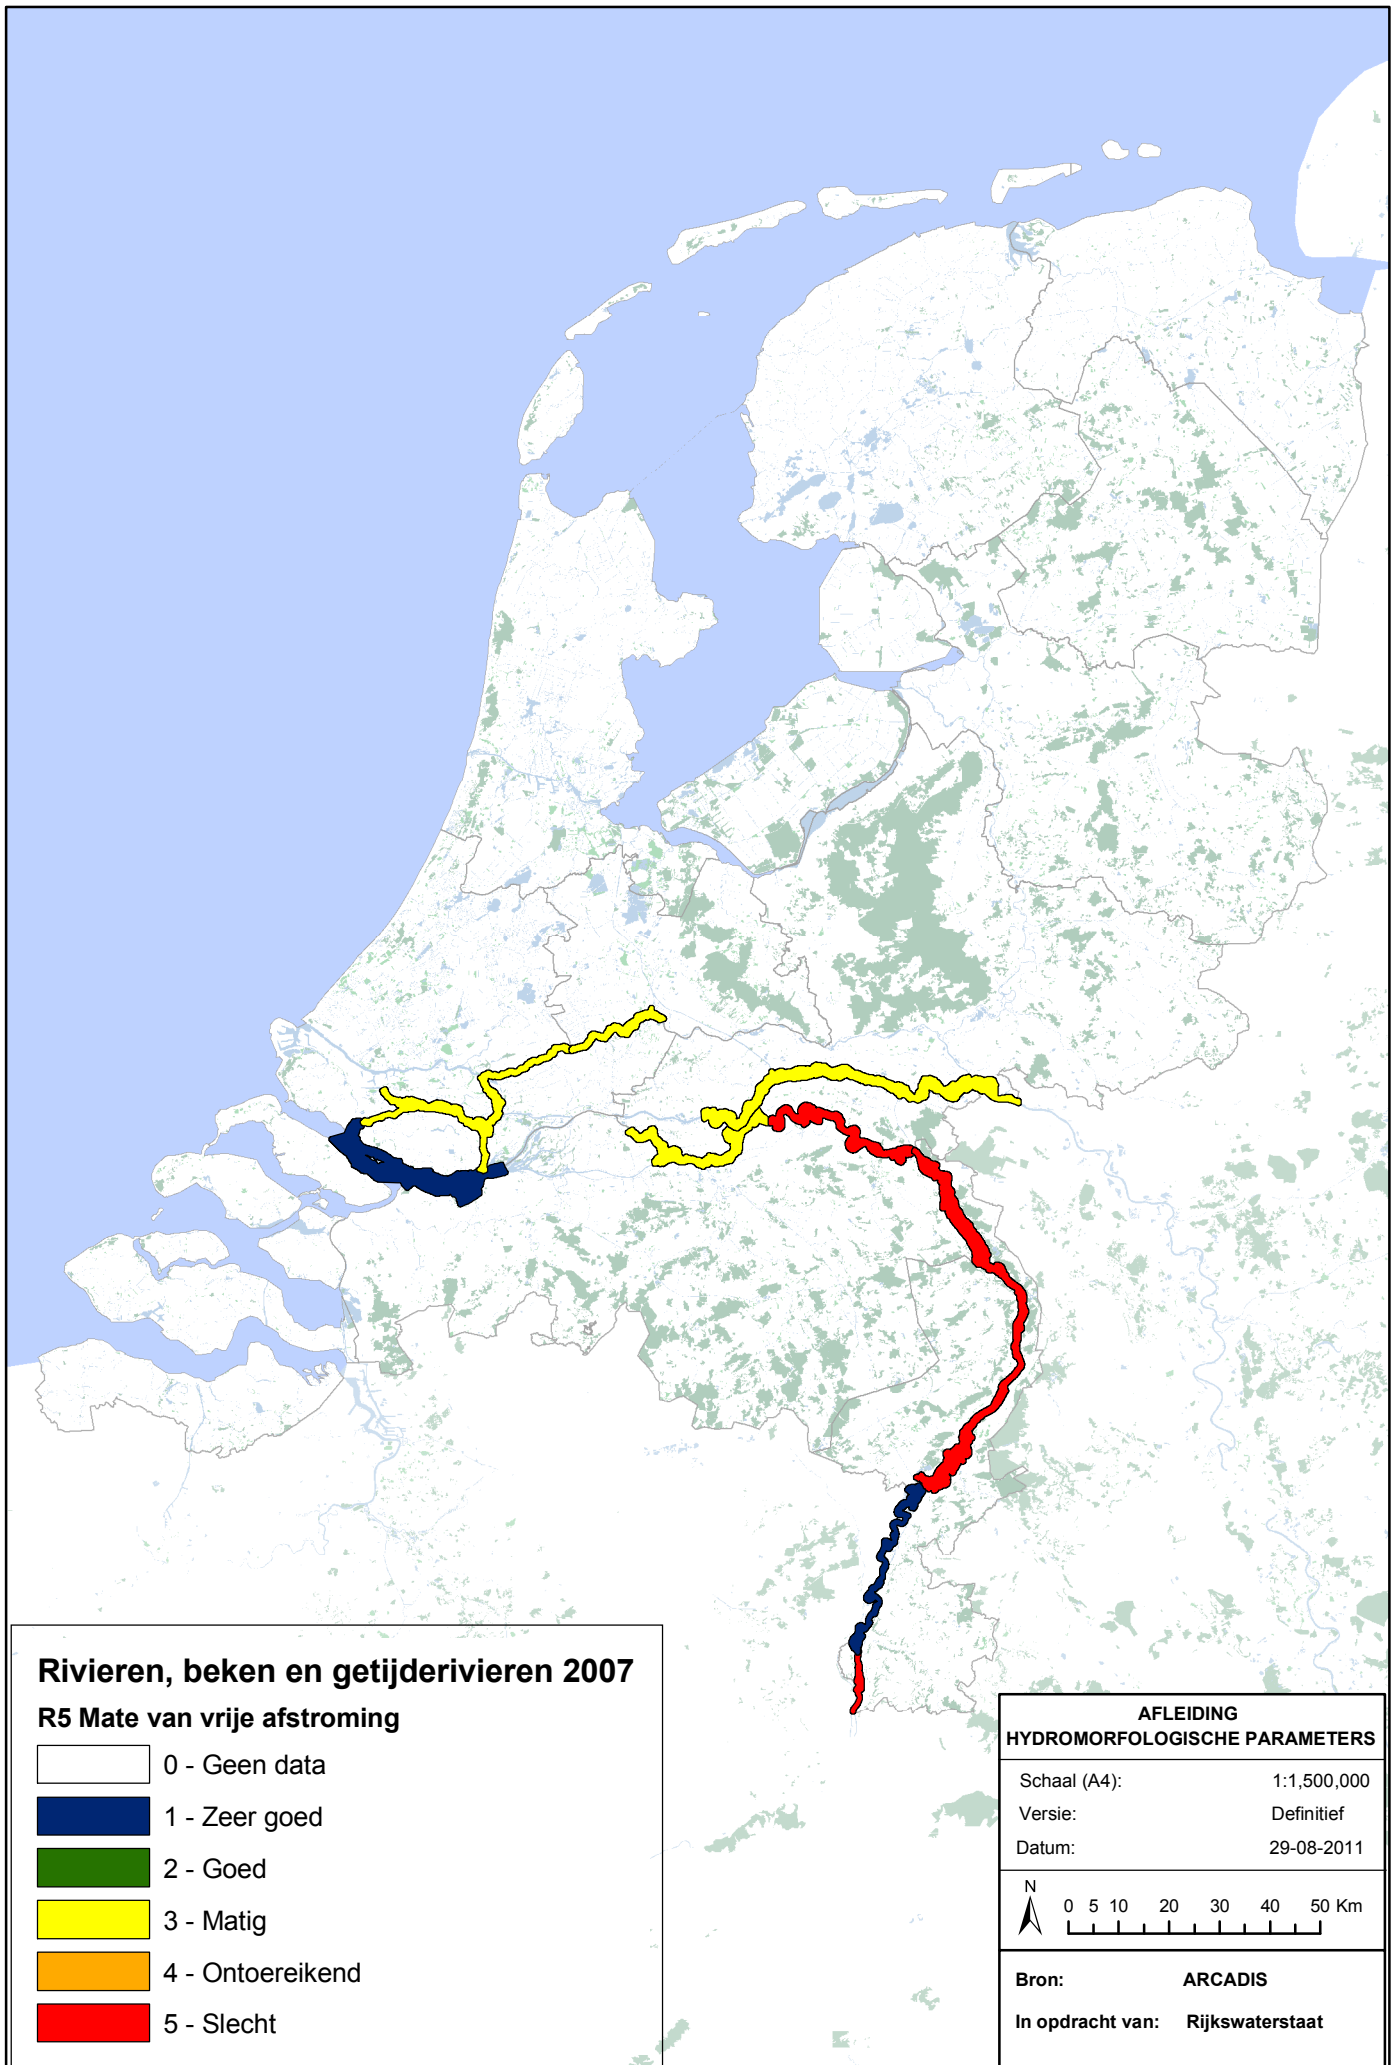 Rivieren, beken en getijderivieren 2007
R5 Mate van vrije afstroming
0 - Geen data
1 - Zeer goed
2 - Goed
3 - Matig
4 - Ontoereikend
5 - Slecht
AFLEIDING
HYDROMORFOLOGISCHE PARAMETERS
Schaal (A4): 1:1,500,000
Versie: Definitief
Datum: 29-08-2011
N
0 5 10 20 30 40 50 Km
Bron: ARCADIS
In opdracht van: Rijkswaterstaat